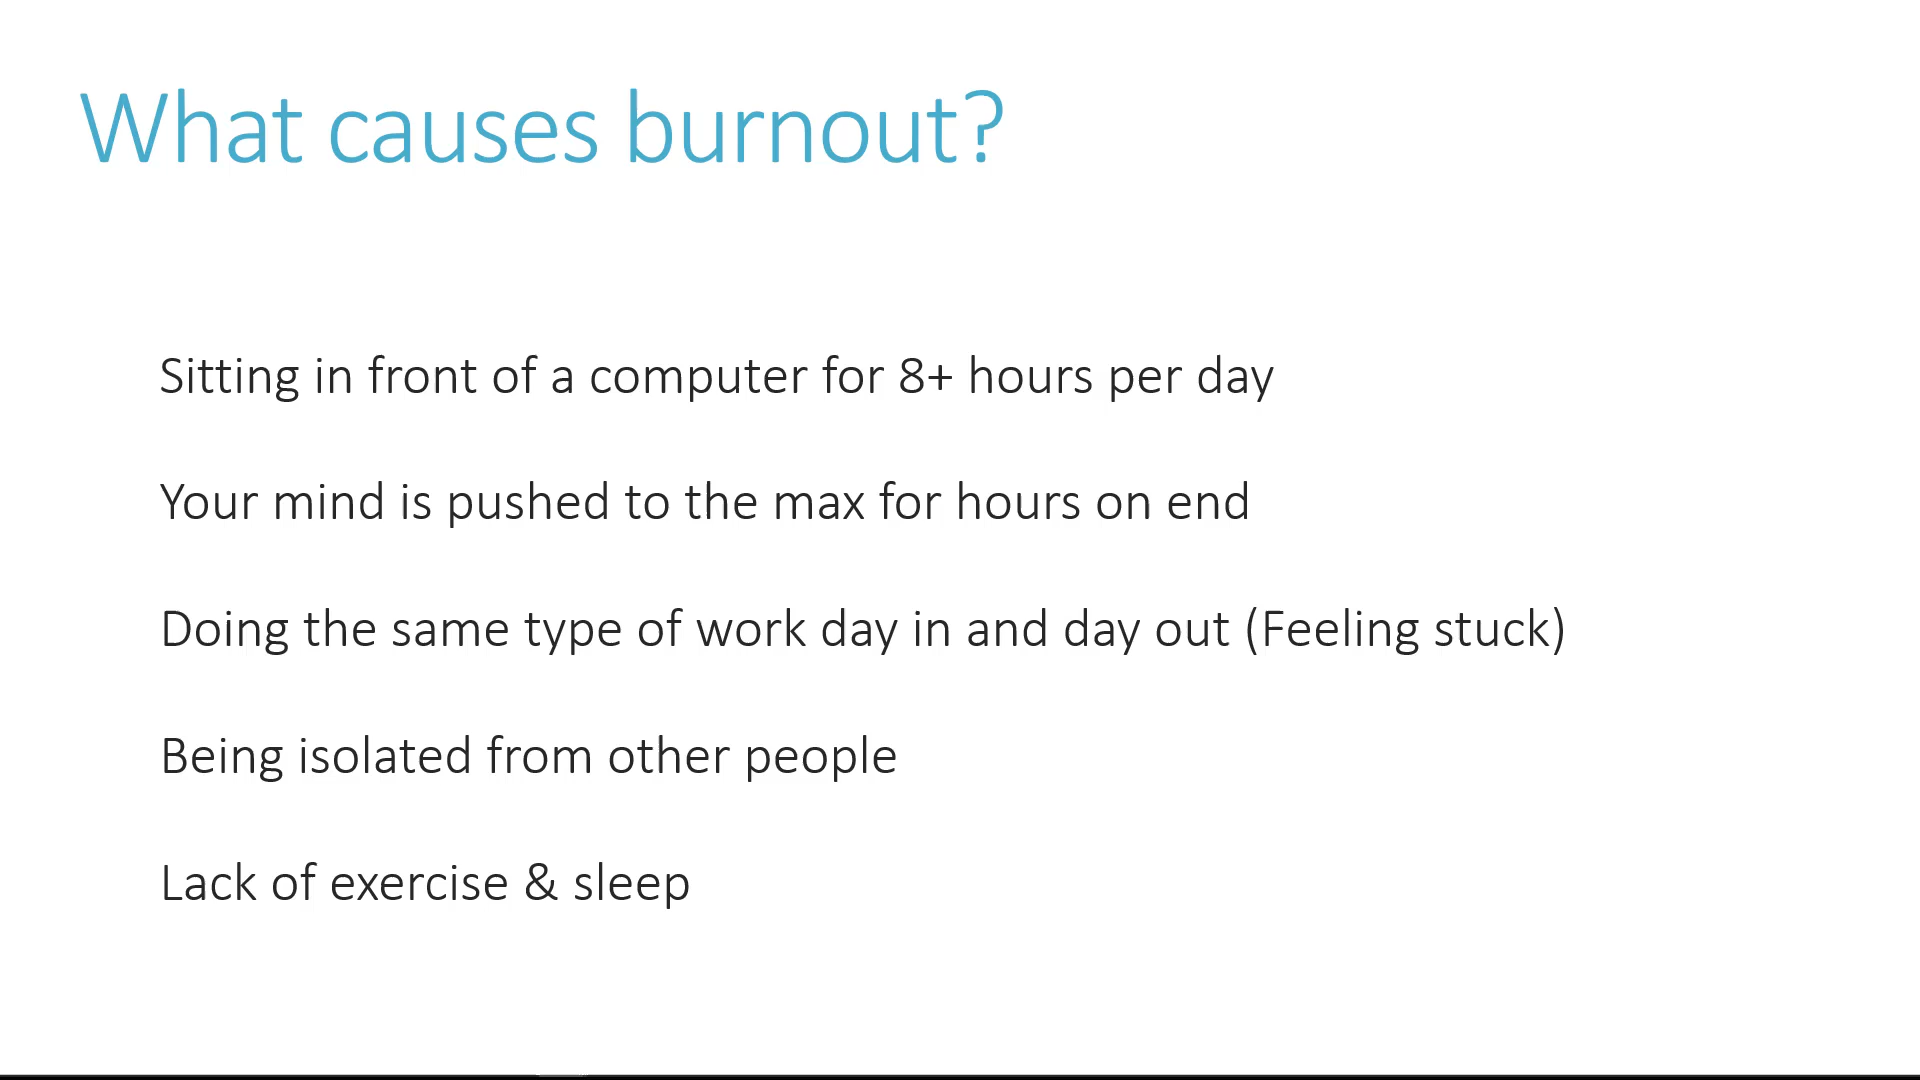 What causes burnout?
Sitting in front of a computer for 8+ hours per day
Your mind is pushed to the max for hours on end
Doing the same type of work day in and day out (Feeling stuck)
Being isolated from other people
Lack of exercise & sleep